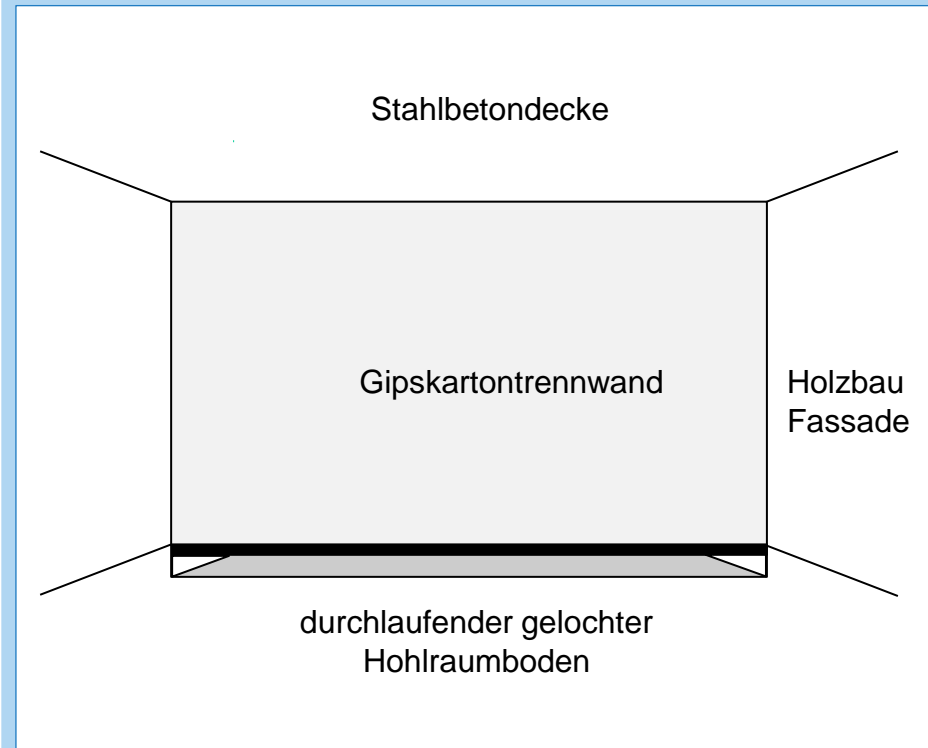 Stahlbetondecke
Gipskartontrennwand
Holzbau
Fassade
durchlaufender gelochter
Hohlraumboden